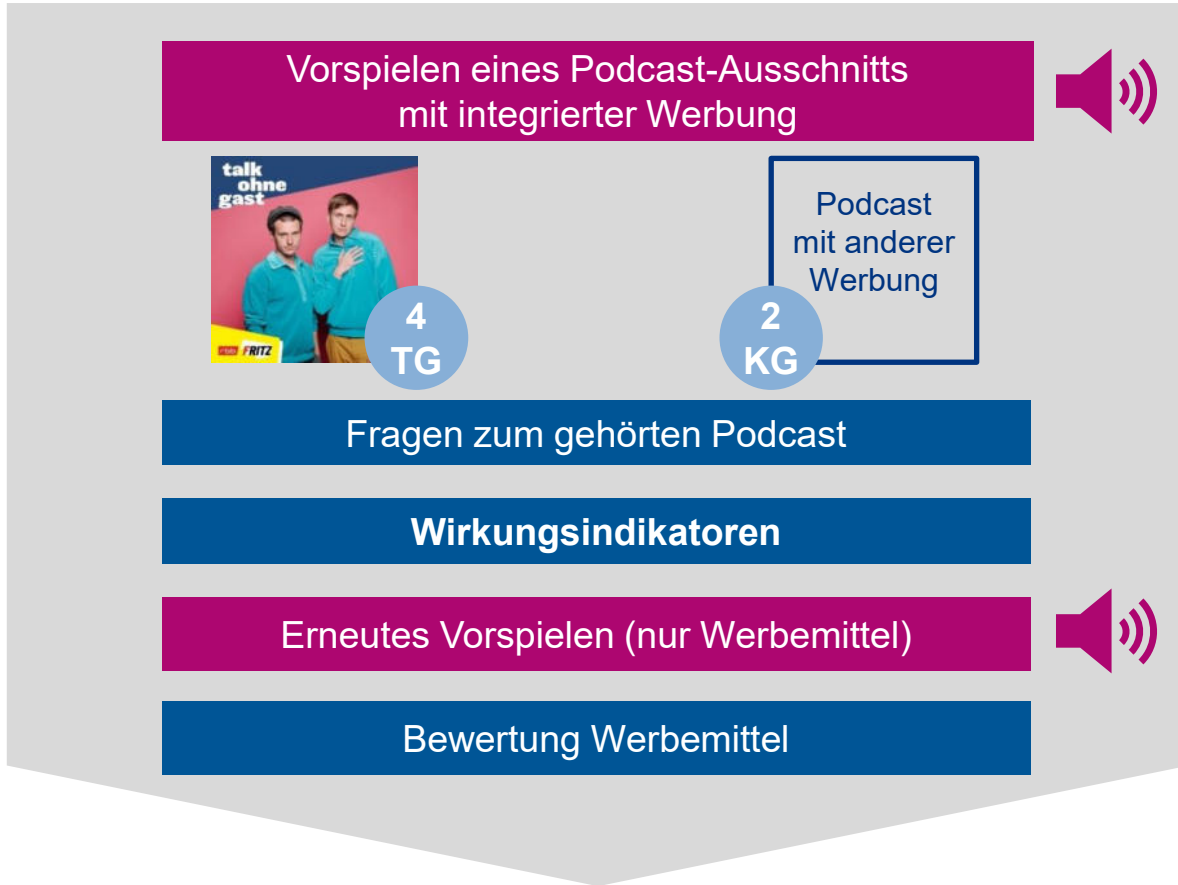 Vorspielen eines Podcast-Ausschnitts
mit integrierter Werbung
talk
ohne
gast
FRITZ
4
TG
Podcast
mit anderer
Werbung
2
KG
Fragen zum gehörten Podcast
Wirkungsindikatoren
Erneutes Vorspielen (nur Werbemittel)
Bewertung Werbemittel